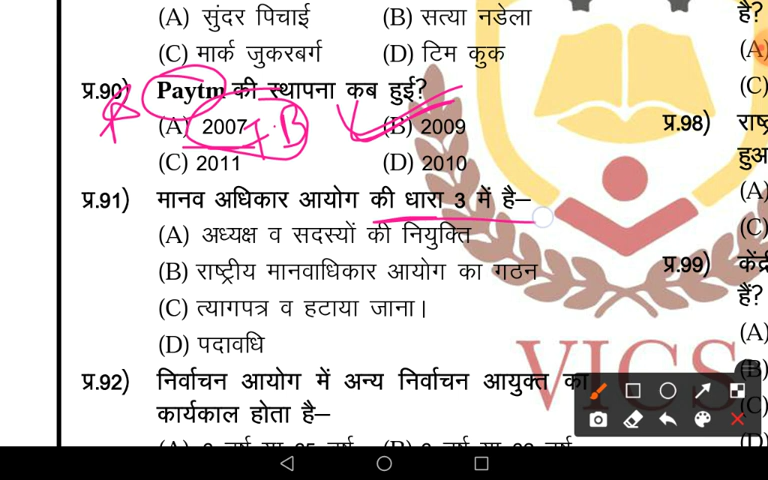 (A) सुंदर पिचाई (B) सत्या नडेला
(C) मार्क जुकरबर्ग (D) टिम कुक
प्र.90) Paytm की स्थापना कब हुई?
(A) 2007 (B) 2009
(C) 2011 (D) 2010
प्र.91) मानव अधिकार आयोग की धारा 3 में है–
(A) अध्यक्ष व सदस्यों की नियुक्ति
(B) राष्ट्रीय मानवाधिकार आयोग का गठन
(C) त्यागपत्र व हटाया जाना।
(D) पदावधि
प्र.92) निर्वाचन आयोग में अन्य निर्वाचन आयुक्त का
कार्यकाल होता है–
है?
(A)
(C)
प्र.98)
(A)
(C)
प्र.99)
हैं?
(A)
(B)
VICS